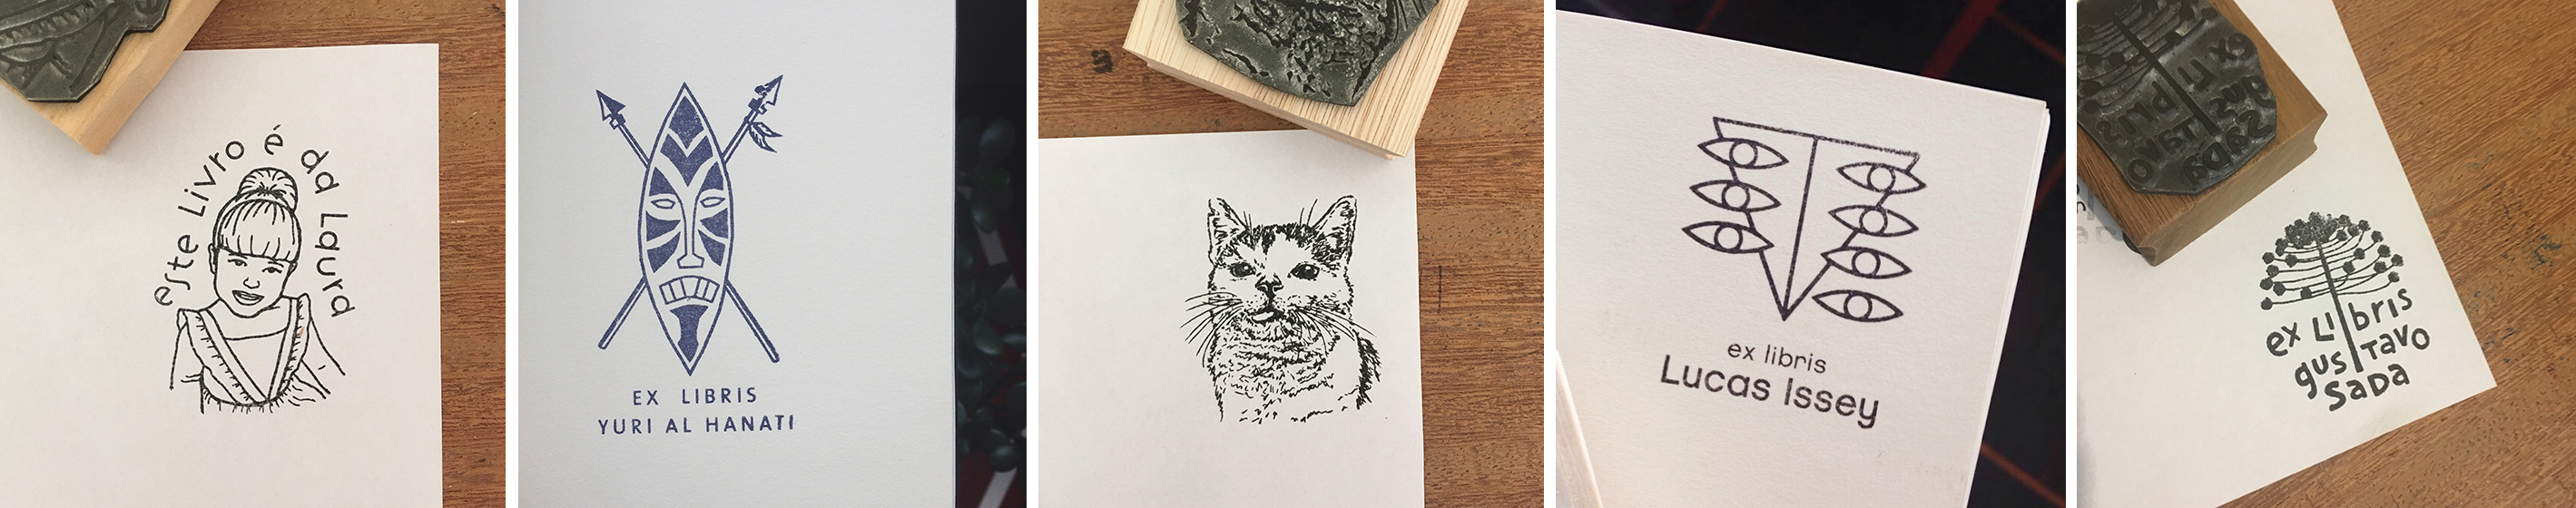 este Livro é da Laura
EX LIBRIS
YURI AL HANATI
ex libris
Lucas Issey
ex Libris
gusTavo
SaDa